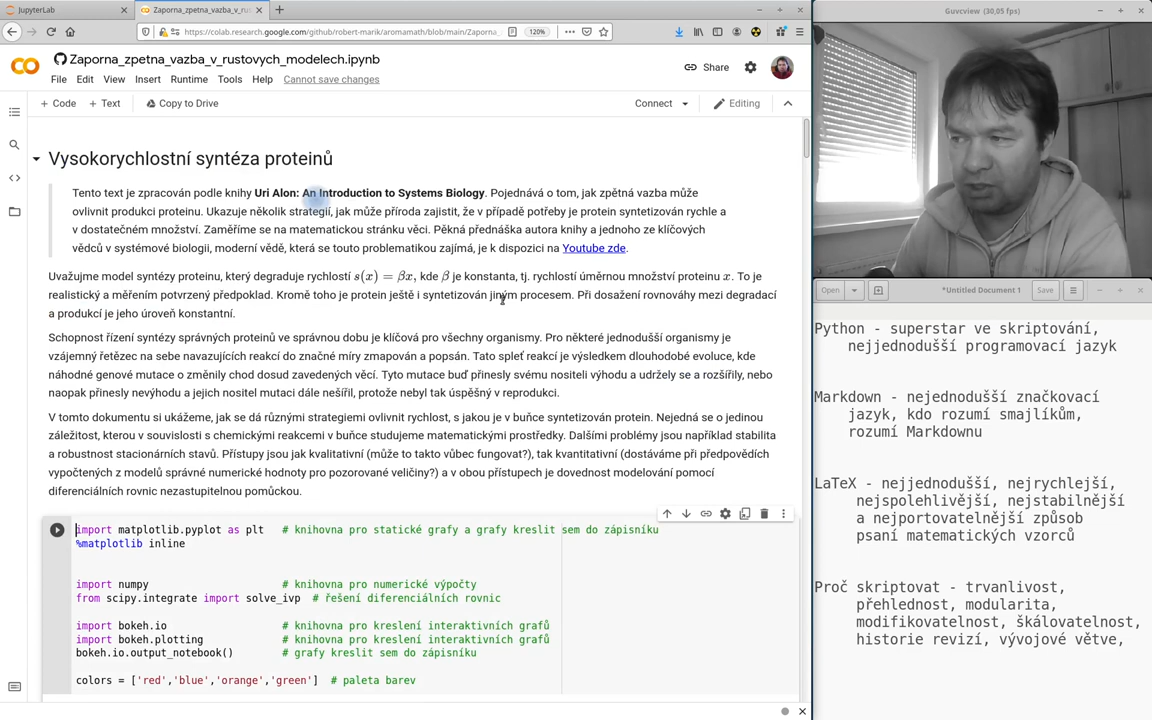 JupyterLab
Zaporna_zpetna_vazba_v_rus
Guvcview (30,05 fps)
https://colab.research.google.com/github/robert-marik/aromamath/blob/main/Zaporna_
120%
Zaporna_zpetna_vazba_v_rustovych_modelech.ipynb
File Edit View Insert Runtime Tools Help Cannot save changes
Share
+ Code + Text Copy to Drive
Connect
Editing
Vysokorychlostní syntéza proteinů
Tento text je zpracován podle knihy Uri Alon: An Introduction to Systems Biology. Pojednává o tom, jak zpětná vazba může
ovlivnit produkci proteinu. Ukazuje několik strategií, jak může příroda zajistit, že v případě potřeby je protein syntetizován rychle a
v dostatečném množství. Zaměříme se na matematickou stránku věci. Pěkná přednáška autora knihy a jednoho ze klíčových
vědců v systémové biologii, moderní vědě, která se touto problematikou zajímá, je k dispozici na Youtube zde.
Uvažujme model syntézy proteinu, který degraduje rychlostí s(x) = βx, kde β je konstanta, tj. rychlostí úměrnou množství proteinu x. To je
realistický a měřením potvrzený předpoklad. Kromě toho je protein ještě i syntetizován jiným procesem. Při dosažení rovnováhy mezi degradací
a produkcí je jeho úroveň konstantní.
Schopnost řízení syntézy správných proteinů ve správnou dobu je klíčová pro všechny organismy. Pro některé jednodušší organismy je
vzájemný řetězec na sebe navazujících reakcí do značné míry zmapován a popsán. Tato spleť reakcí je výsledkem dlouhodobé evoluce, kde
náhodné genové mutace o změnily chod dosud zavedených věcí. Tyto mutace buď přinesly svému nositeli výhodu a udržely se a rozšířily, nebo
naopak přinesly nevýhodu a jejich nositel mutaci dále nešířil, protože nebyl tak úspěšný v reprodukci.
V tomto dokumentu si ukážeme, jak se dá různými strategiemi ovlivnit rychlost, s jakou je v buňce syntetizován protein. Nejedná se o jedinou
záležitost, kterou v souvislosti s chemickými reakcemi v buňce studujeme matematickými prostředky. Dalšími problémy jsou například stabilita
a robustnost stacionárních stavů. Přístupy jsou jak kvalitativní (může to takto vůbec fungovat?), tak kvantitativní (dostáváme při předpovědích
vypočtených z modelů správné numerické hodnoty pro pozorované veličiny?) a v obou přístupech je dovednost modelování pomocí
diferenciálních rovnic nezastupitelnou pomůckou.
import matplotlib.pyplot as plt # knihovna pro statické grafy a grafy kreslit sem do zápisníku
%matplotlib inline
import numpy # knihovna pro numerické výpočty
from scipy.integrate import solve_ivp # řešení diferenciálních rovnic
import bokeh.io # knihovna pro kreslení interaktivních grafů
import bokeh.plotting # knihovna pro kreslení interaktivních grafů
bokeh.io.output_notebook() # grafy kreslit sem do zápisníku
colors = ['red','blue','orange','green'] # paleta barev
Open *Untitled Document 1 Save
Python - superstar ve skriptování,
nejjednodušší programovací jazyk
Markdown - nejjednodušší značkovací
jazyk, kdo rozumí smajlíkům,
rozumí Markdownu
LaTeX - nejjednodušší, nejrychlejší,
nejspolehlivější, nejstabilnější
a nejportovatelnější způsob
psaní matematických vzorců
Proč skriptovat - trvanlivost,
přehlednost, modularita,
modifikovatelnost, škálovatelnost,
historie revizí, vývojové větve,